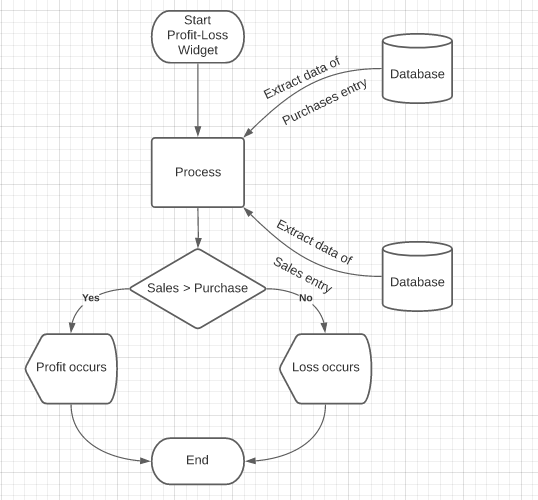 Start
Profit-Loss
Widget
Extract data of
Purchases entry
Database
Process
Extract data of
Sales entry
Database
Sales > Purchase
Yes
No
Profit occurs
Loss occurs
End